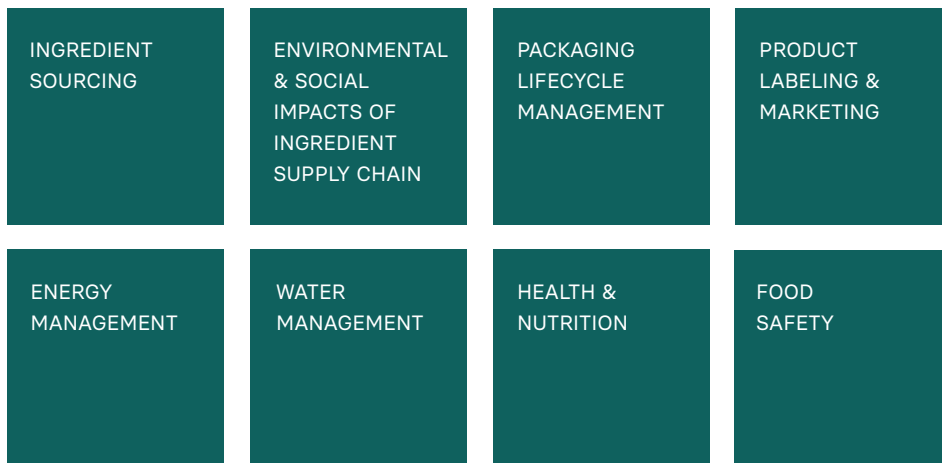 INGREDIENT
SOURCING
ENVIRONMENTAL
& SOCIAL
IMPACTS OF
INGREDIENT
SUPPLY CHAIN
PACKAGING
LIFECYCLE
MANAGEMENT
PRODUCT
LABELING &
MARKETING
ENERGY
MANAGEMENT
WATER
MANAGEMENT
HEALTH &
NUTRITION
FOOD
SAFETY